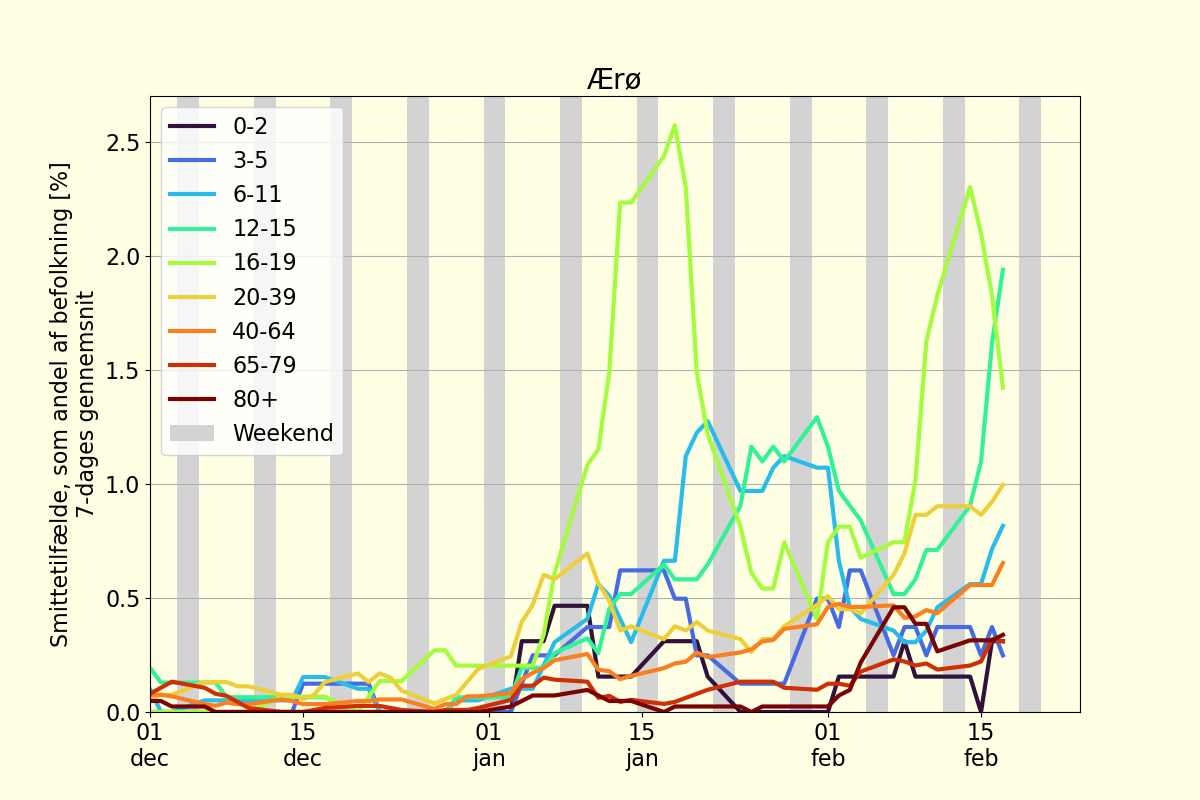 Ærø
Smittetilfælde, som andel af befolkning [%]
7-dages gennemsnit
2.5
2.0
1.5
1.0
0.5
0.0
0-2
3-5
6-11
12-15
16-19
20-39
40-64
65-79
80+
Weekend
01 15 01 15 01 15
dec dec jan jan feb feb